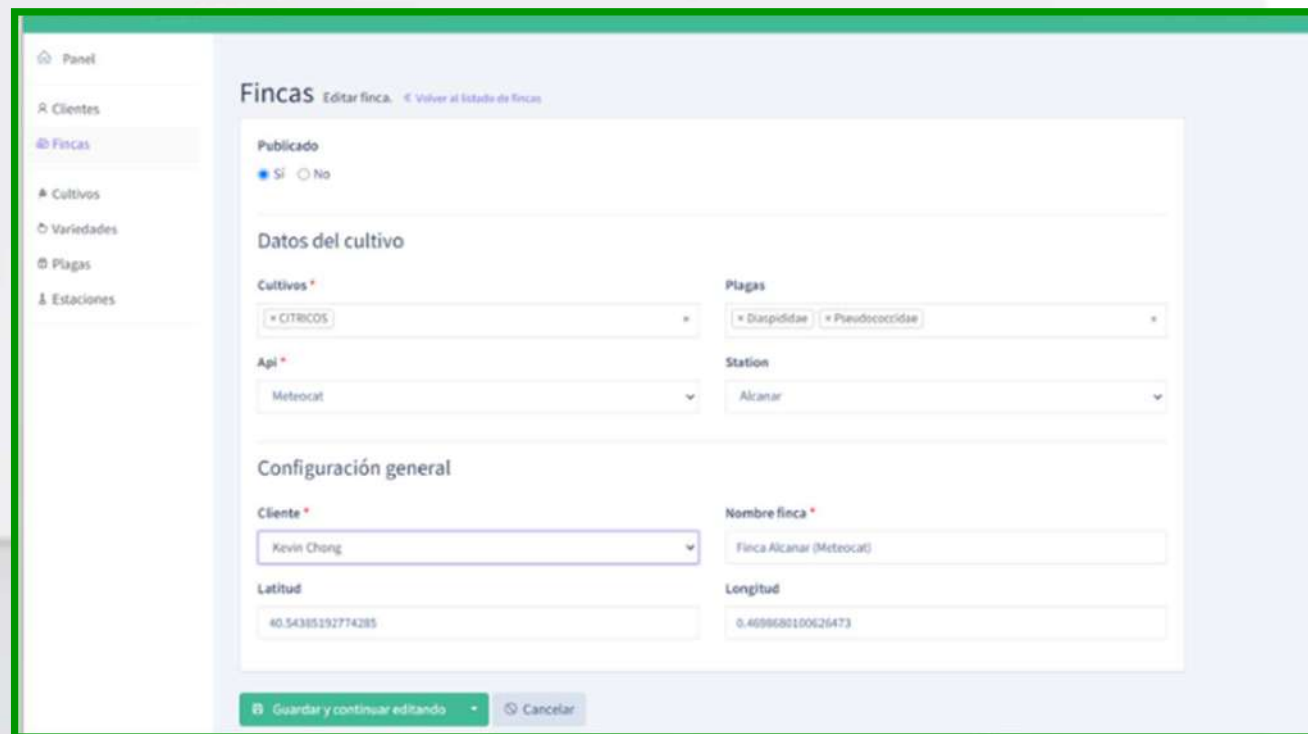 Panel
Clientes
Fincas
Cultivos
Variedades
Plagas
Estaciones
Fincas Editar finca. « Volver al listado de fincas
Publicado
Sí No
Datos del cultivo
Cultivos * Plagas
× CITRICOS × × Diaspididae × Pseudococcidae ×
Api * Station
Meteocat Alcanar
Configuración general
Cliente * Nombre finca *
Kevin Chong Finca Alcanar (Meteocat)
Latitud Longitud
40.54385192774285 0.4698680100626473
Guardar y continuar editando Cancelar